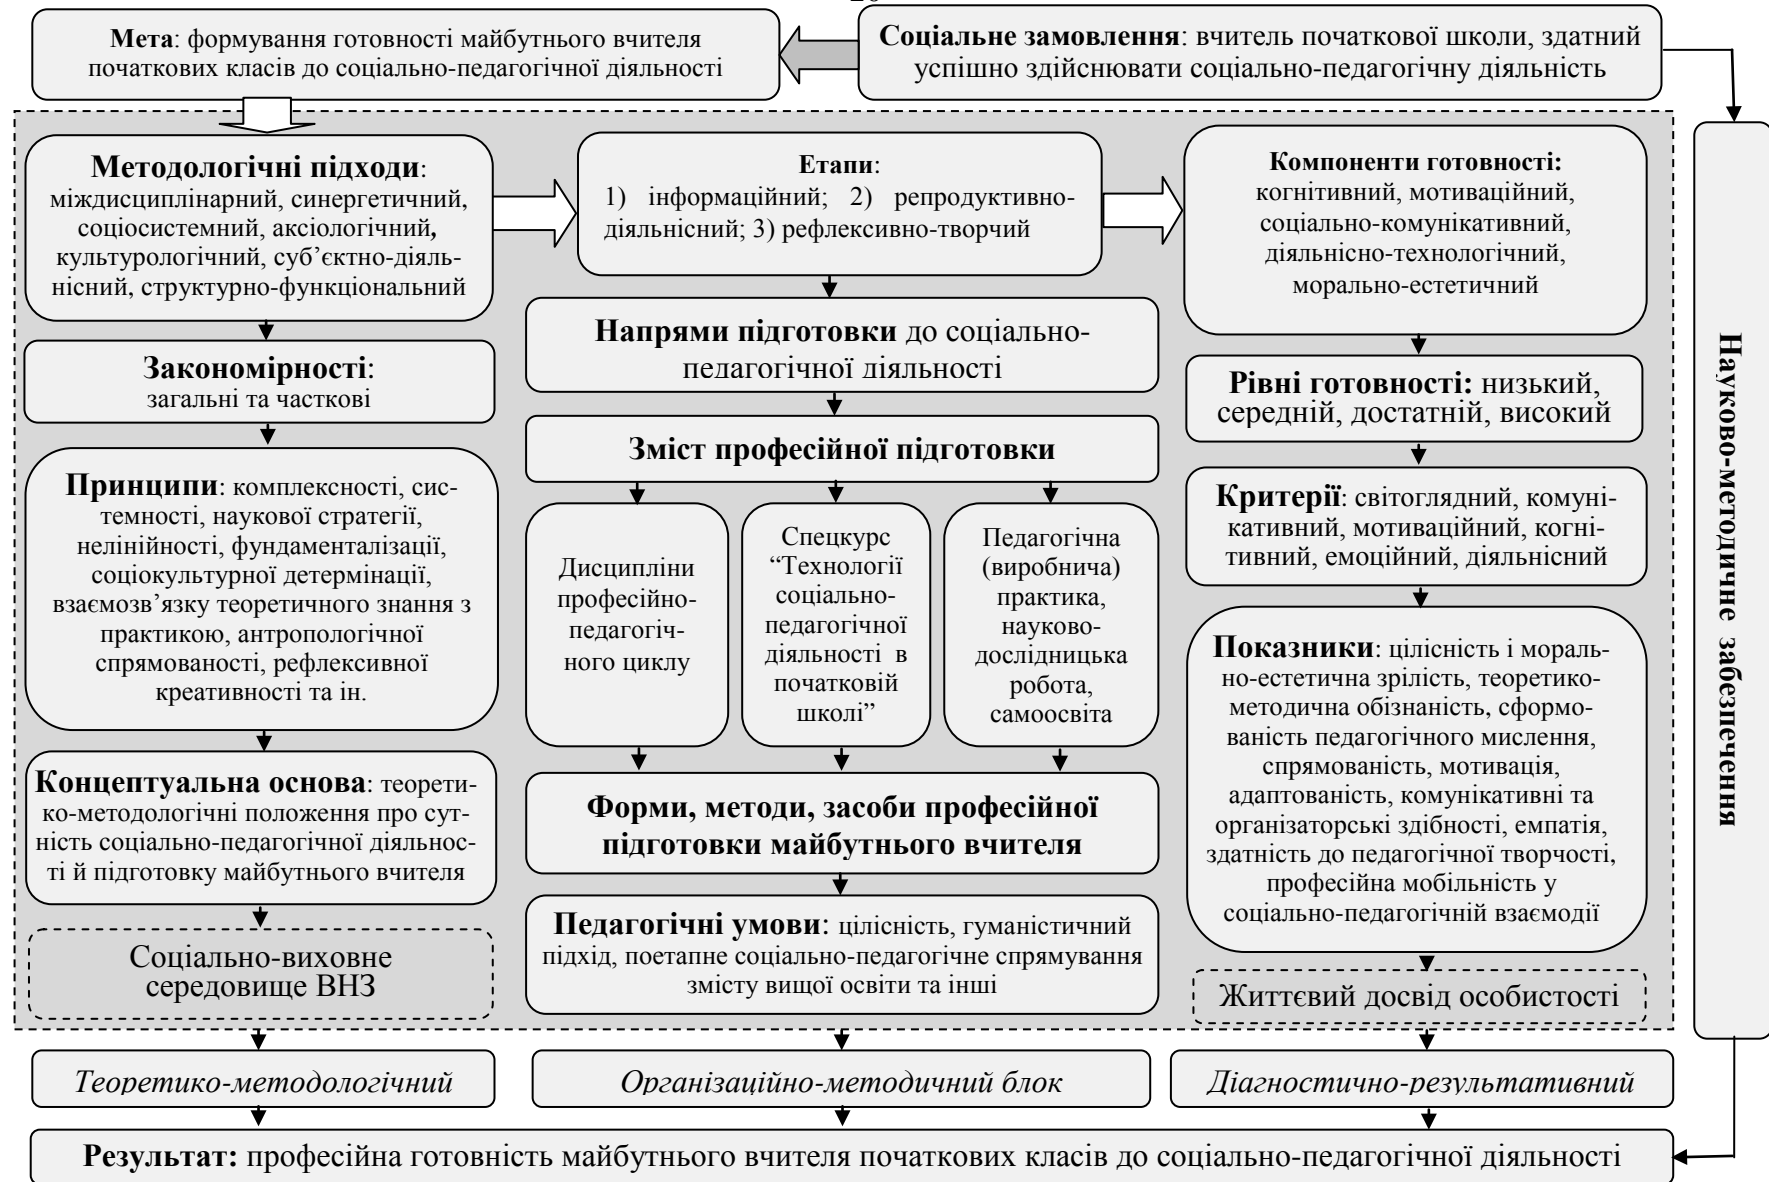 Мета: формування готовності майбутнього вчителя
початкових класів до соціально-педагогічної діяльності
Соціальне замовлення: вчитель початкової школи, здатний
успішно здійснювати соціально-педагогічну діяльність
Методологічні підходи:
міждисциплінарний, синергетичний,
соціосистемний, аксіологічний,
культурологічний, суб’єктно-діяль-
нісний, структурно-функціональний
Закономірності:
загальні та часткові
Принципи: комплексності, сис-
темності, наукової стратегії,
нелінійності, фундаменталізації,
соціокультурної детермінації,
взаємозв’язку теоретичного знання з
практикою, антропологічної
спрямованості, рефлексивної
креативності та ін.
Концептуальна основа: теорети-
ко-методологічні положення про сут-
ність соціально-педагогічної діяльнос-
ті й підготовку майбутнього вчителя
Соціально-виховне
середовище ВНЗ
Етапи:
1) інформаційний; 2) репродуктивно-
діяльнісний; 3) рефлексивно-творчий
Напрями підготовки до соціально-
педагогічної діяльності
Зміст професійної підготовки
Дисципліни
професійно-
педагогіч-
ного циклу
Спецкурс
“Технології
соціально-
педагогічної
діяльності в
початковій
школі”
Педагогічна
(виробнича)
практика,
науково-
дослідницька
робота,
самоосвіта
Форми, методи, засоби професійної
підготовки майбутнього вчителя
Педагогічні умови: цілісність, гуманістичний
підхід, поетапне соціально-педагогічне спрямування
змісту вищої освіти та інші
Компоненти готовності:
когнітивний, мотиваційний,
соціально-комунікативний,
діяльнісно-технологічний,
морально-естетичний
Рівні готовності: низький,
середній, достатній, високий
Критерії: світоглядний, комуні-
кативний, мотиваційний, когні-
тивний, емоційний, діяльнісний
Показники: цілісність і мораль-
но-естетична зрілість, теоретико-
методична обізнаність, сформо-
ваність педагогічного мислення,
спрямованість, мотивація,
адаптованість, комунікативні та
організаторські здібності, емпатія,
здатність до педагогічної творчості,
професійна мобільність у
соціально-педагогічній взаємодії
Життєвий досвід особистості
Науково-методичне забезпечення
Теоретико-методологічний
Організаційно-методичний блок
Діагностично-результативний
Результат: професійна готовність майбутнього вчителя початкових класів до соціально-педагогічної діяльності